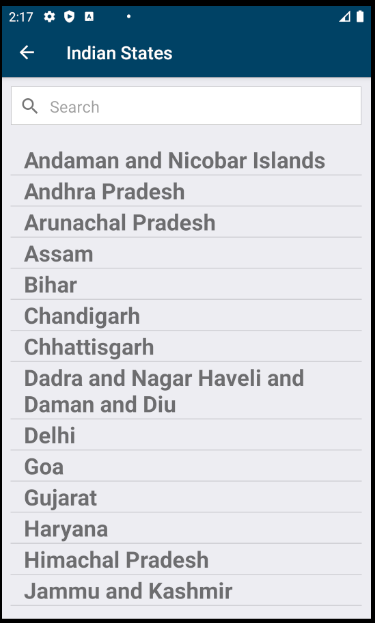 2:17
Indian States
Search
Andaman and Nicobar Islands
Andhra Pradesh
Arunachal Pradesh
Assam
Bihar
Chandigarh
Chhattisgarh
Dadra and Nagar Haveli and
Daman and Diu
Delhi
Goa
Gujarat
Haryana
Himachal Pradesh
Jammu and Kashmir